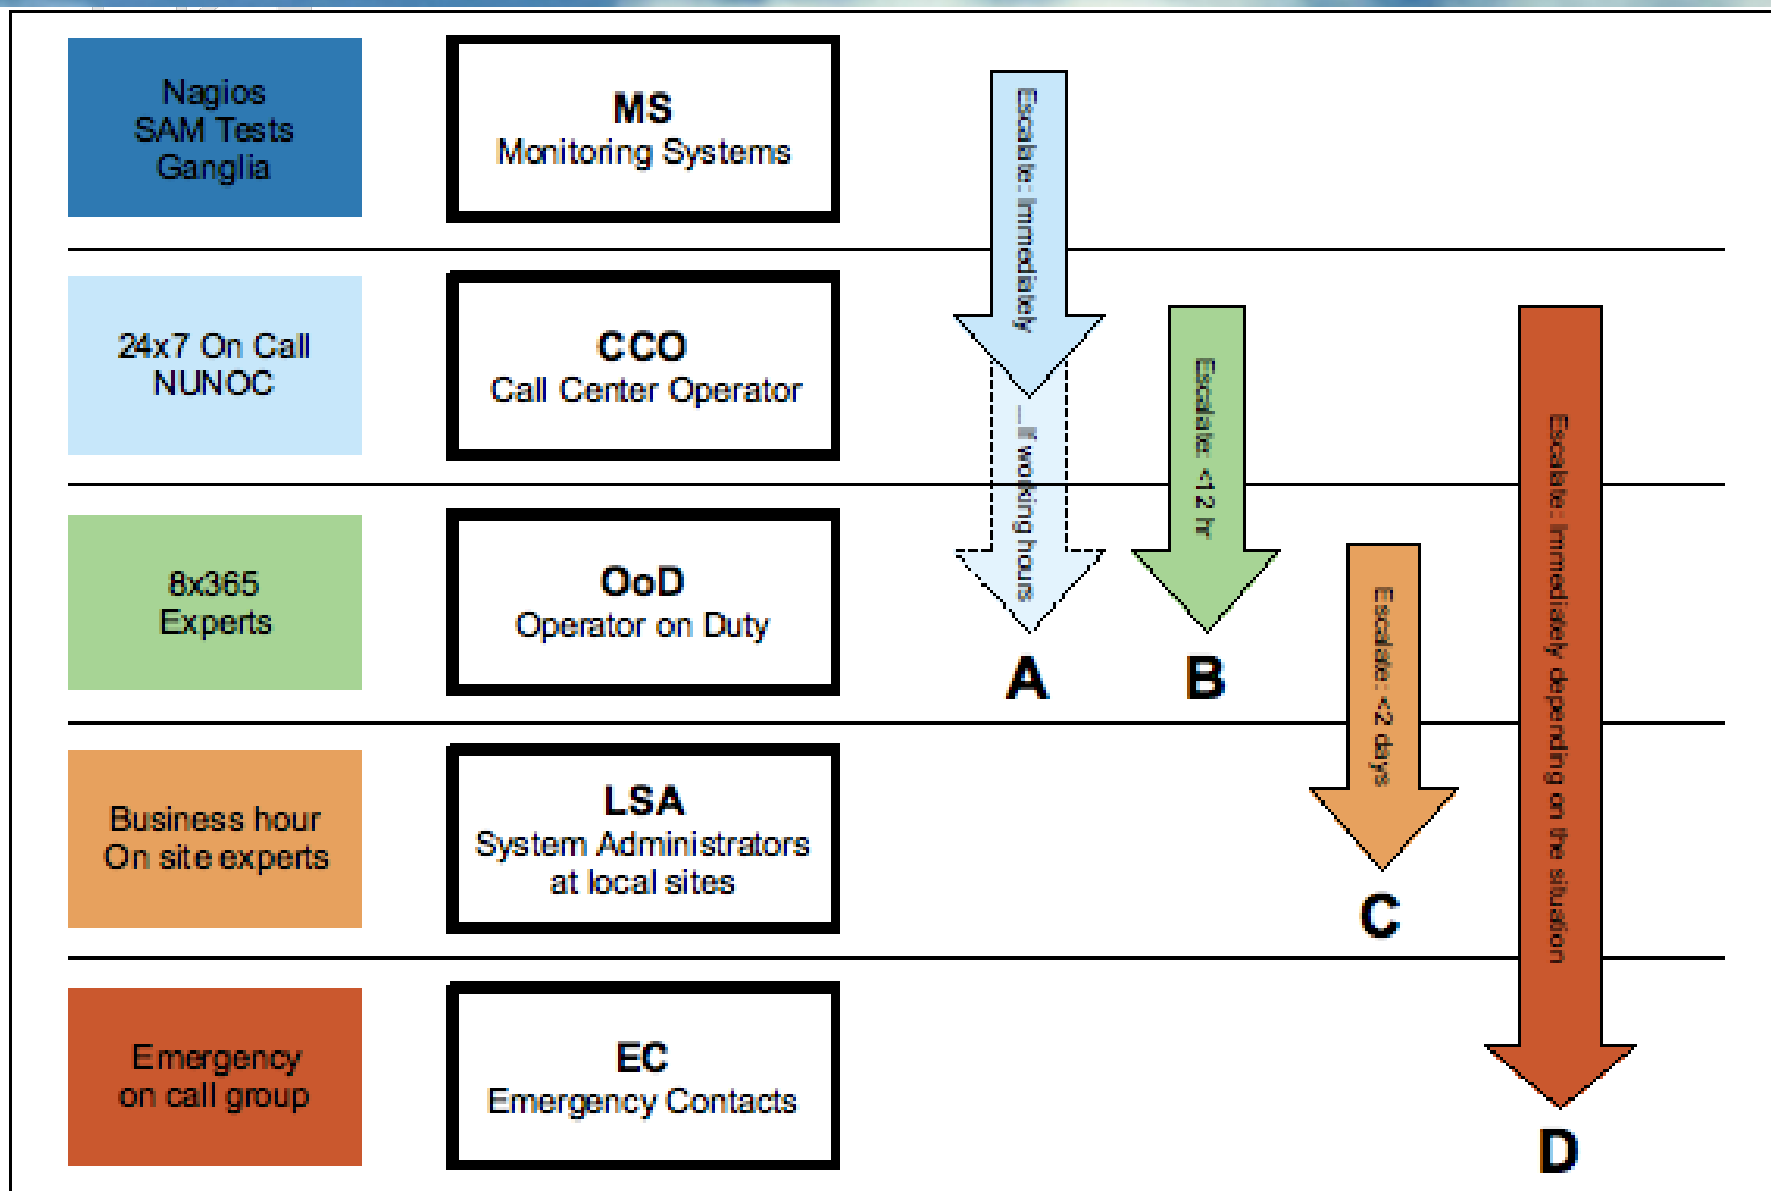 Nagios
SAM Tests
Ganglia
MS
Monitoring Systems
24x7 On Call
NUNOC
CCO
Call Center Operator
8x365
Experts
OoD
Operator on Duty
Business hour
On site experts
LSA
System Administrators
at local sites
Emergency
on call group
EC
Emergency Contacts
Escalate: Immediately
...If working hours
A
Escalate: <12 hr
B
Escalate: <2 days
C
Escalate: Immediately depending on the situation
D